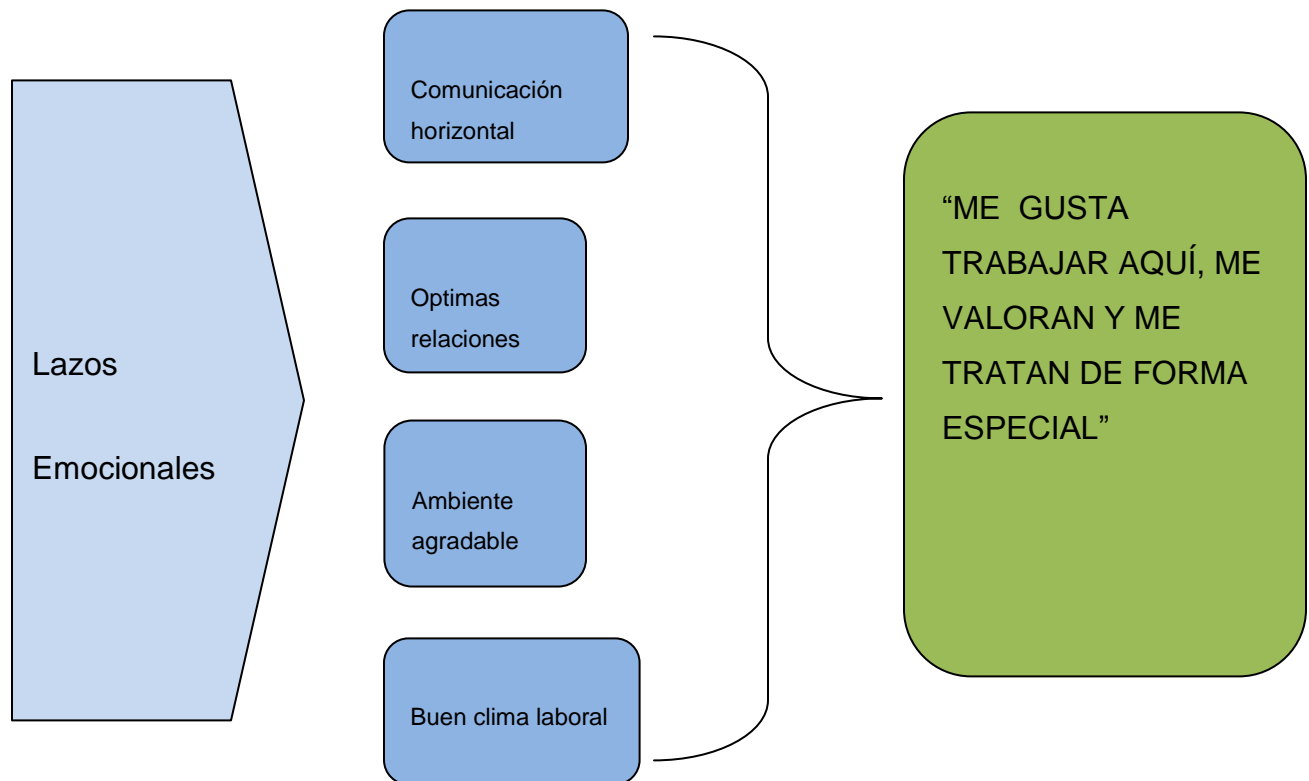 Lazos
Emocionales
Comunicación
horizontal
Optimas
relaciones
Ambiente
agradable
Buen clima laboral
“ME  GUSTA
TRABAJAR AQUÍ, ME
VALORAN Y ME
TRATAN DE FORMA
ESPECIAL”